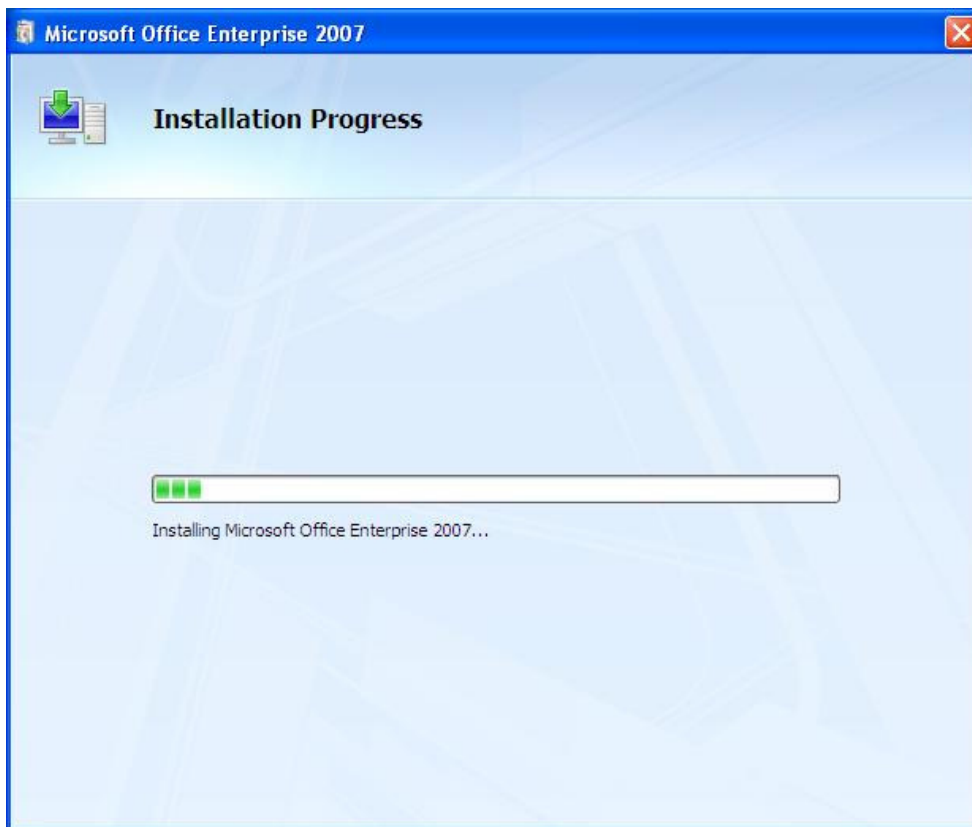 Microsoft Office Enterprise 2007
Installation Progress
Installing Microsoft Office Enterprise 2007...